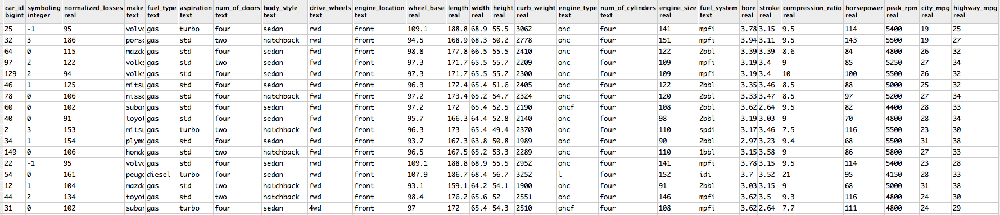 car_id symboling normalized_losses make fuel_type aspiration num_of_doors body_style drive_wheels engine_location wheel_base length width height curb_weight engine_type num_of_cylinders engine_size fuel_system bore stroke compression_ratio horsepower peak_rpm city_mpg highway_mpg
bigint integer real text text text text text text text real real real real real text text real text real real real real real real real
25 -1 95 volvo gas turbo four sedan rwd front 109.1 188.8 68.9 55.5 3062 ohc four 141 mpfi 3.78 3.15 9.5 114 5400 19 25
32 3 186 porsc gas std two hatchback rwd front 94.5 168.9 68.3 50.2 2778 ohc four 151 mpfi 3.94 3.11 9.5 143 5500 19 27
64 0 115 mazda gas std four sedan fwd front 98.8 177.8 66.5 55.5 2410 ohc four 122 2bbl 3.39 3.39 8.6 84 4800 26 32
97 2 122 volks gas std two sedan fwd front 97.3 171.7 65.5 55.7 2209 ohc four 109 mpfi 3.19 3.4 9 85 5250 27 34
129 2 94 volks gas std four sedan fwd front 97.3 171.7 65.5 55.7 2300 ohc four 109 mpfi 3.19 3.4 10 100 5500 26 32
46 1 125 mitsu gas std four sedan fwd front 96.3 172.4 65.4 51.6 2405 ohc four 122 2bbl 3.35 3.46 8.5 88 5000 25 32
78 0 106 nissa gas std four hatchback fwd front 97.2 173.4 65.2 54.7 2324 ohc four 120 2bbl 3.33 3.47 8.5 97 5200 27 34
60 0 102 subar gas std four sedan fwd front 97.2 172 65.4 52.5 2190 ohcf four 108 2bbl 3.62 2.64 9.5 82 4400 28 33
40 0 91 toyot gas std four sedan fwd front 95.7 166.3 64.4 52.8 2140 ohc four 98 2bbl 3.19 3.03 9 70 4800 28 34
2 3 153 mitsu gas turbo two hatchback fwd front 96.3 173 65.4 49.4 2370 ohc four 110 spdi 3.17 3.46 7.5 116 5500 23 30
34 1 154 plymo gas std four sedan fwd front 93.7 167.3 63.8 50.8 1989 ohc four 90 2bbl 2.97 3.23 9.4 68 5500 31 38
149 0 106 honda gas std two hatchback fwd front 96.5 167.5 65.2 53.3 2289 ohc four 110 1bbl 3.15 3.58 9 86 5800 27 33
22 -1 95 volvo gas std four sedan rwd front 109.1 188.8 68.9 55.5 2952 ohc four 141 mpfi 3.78 3.15 9.5 114 5400 23 28
54 0 161 peugo diesel turbo four sedan rwd front 107.9 186.7 68.4 56.7 3252 l four 152 idi 3.7 3.52 21 95 4150 28 33
12 1 104 mazda gas std two hatchback fwd front 93.1 159.1 64.2 54.1 1900 ohc four 91 2bbl 3.03 3.15 9 68 5000 31 38
44 2 134 toyot gas std two hatchback rwd front 98.4 176.2 65.6 52 2551 ohc four 146 mpfi 3.62 3.5 9.3 116 4800 24 30
31 0 102 subar gas turbo four sedan 4wd front 97 172 65.4 54.3 2510 ohcf four 108 mpfi 3.62 2.64 7.7 111 4800 24 29